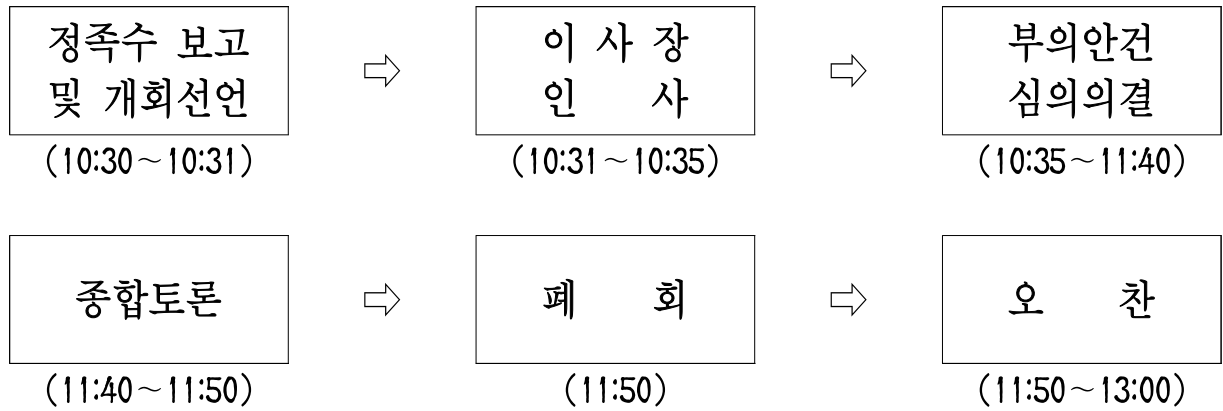 정족수 보고 이 사 장 부의안건
및 개회선언 인 사 심의의결
(10:30~10:31) (10:31~10:35) (10:35~11:40)
종합토론 폐 회 오 찬
(11:40~11:50) (11:50) (11:50~13:00)